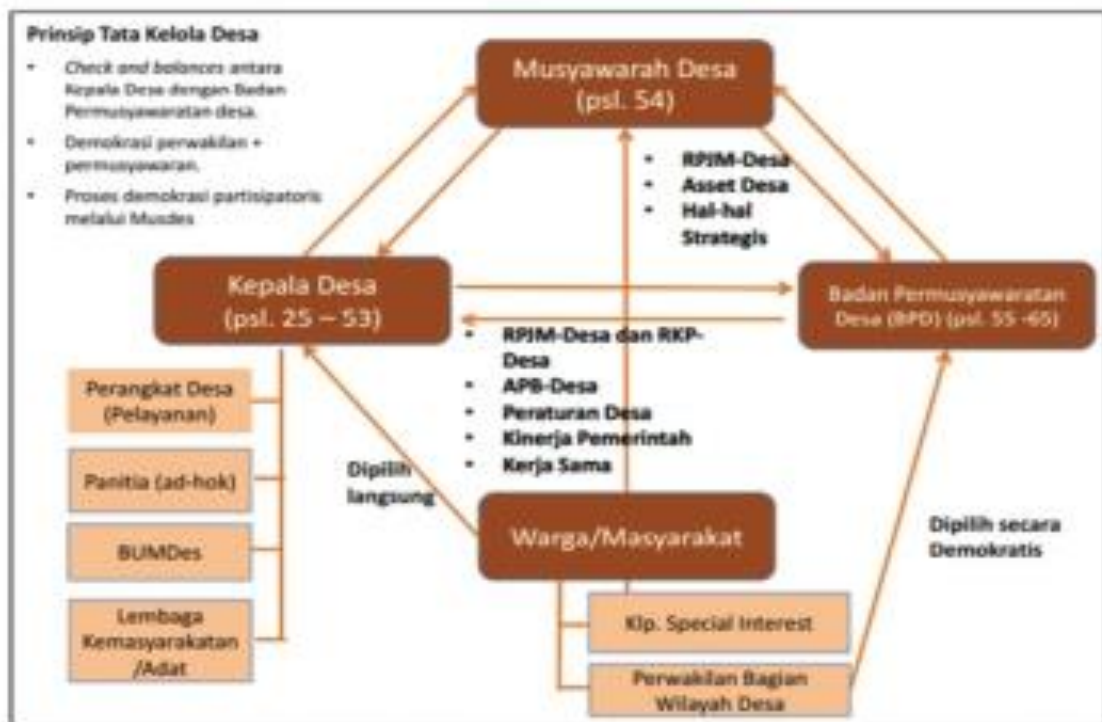 Prinsip Tata Kelola Desa
• Check and balances antara
Kepala Desa dengan Badan
Permusyawaratan desa.
• Demokrasi perwakilan +
permusyawaran.
• Proses demokrasi partisipatoris
melalui Musdes
Musyawarah Desa
(psl. 54)
• RPJM-Desa
• Asset Desa
• Hal-hal
Strategis
Kepala Desa
(psl. 25 – 53)
Badan Permusyawaratan
Desa (BPD) (psl. 55 -65)
• RPJM-Desa dan RKP-
Desa
• APB-Desa
• Peraturan Desa
• Kinerja Pemerintah
• Kerja Sama
Perangkat Desa
(Pelayanan)
Panitia (ad-hok)
BUMDes
Lembaga
Kemasyarakatan
/Adat
Dipilih
langsung
Warga/Masyarakat
Dipilih secara
Demokratis
Klp. Special Interest
Perwakilan Bagian
Wilayah Desa